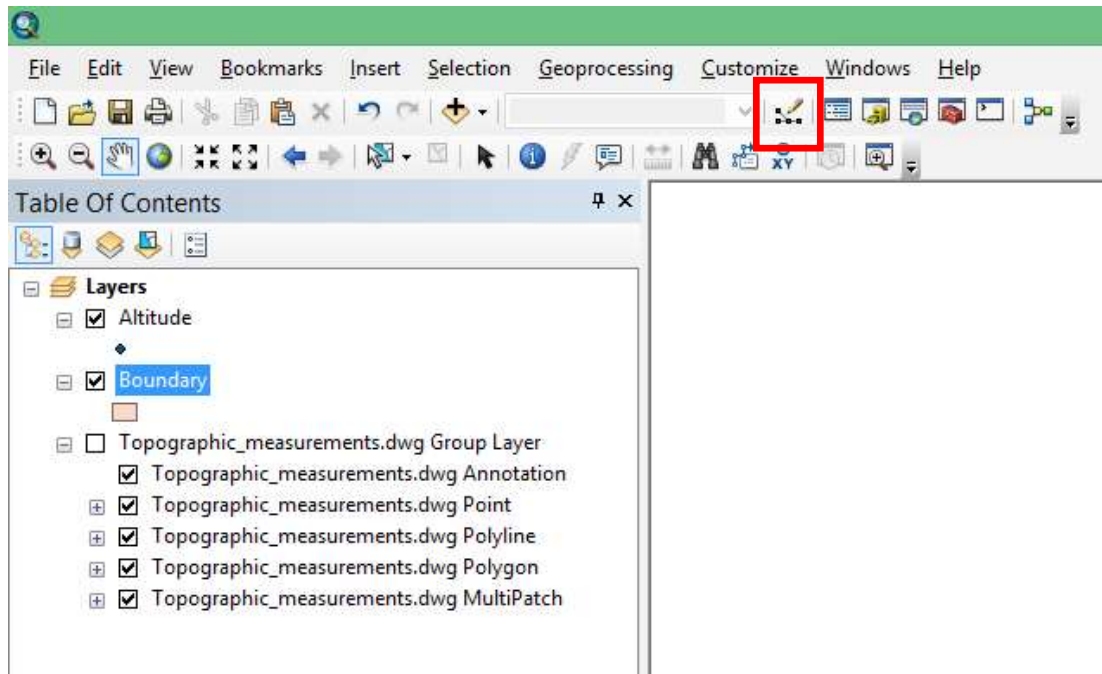 File Edit View Bookmarks Insert Selection Geoprocessing Customize Windows Help
XY
Table Of Contents
Layers
Altitude
Boundary
Topographic_measurements.dwg Group Layer
Topographic_measurements.dwg Annotation
Topographic_measurements.dwg Point
Topographic_measurements.dwg Polyline
Topographic_measurements.dwg Polygon
Topographic_measurements.dwg MultiPatch